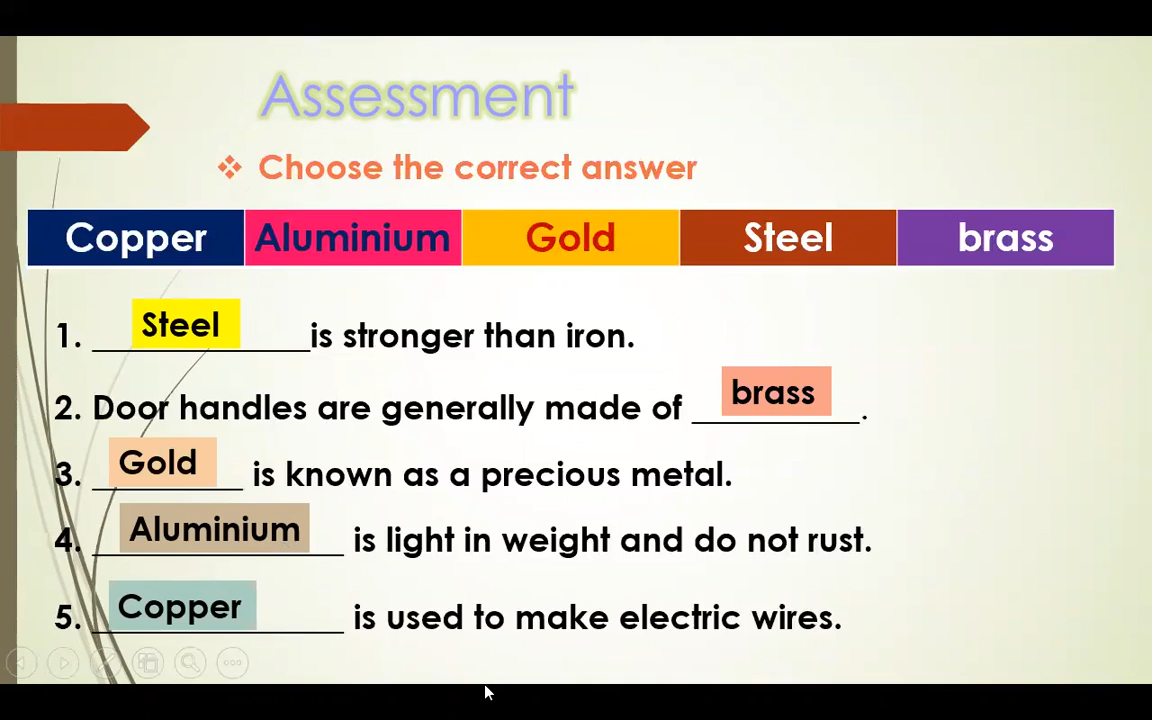 Assessment
❖ Choose the correct answer
Copper Aluminium Gold Steel brass
1. Steel is stronger than iron.
2. Door handles are generally made of brass.
3. Gold is known as a precious metal.
4. Aluminium is light in weight and do not rust.
5. Copper is used to make electric wires.